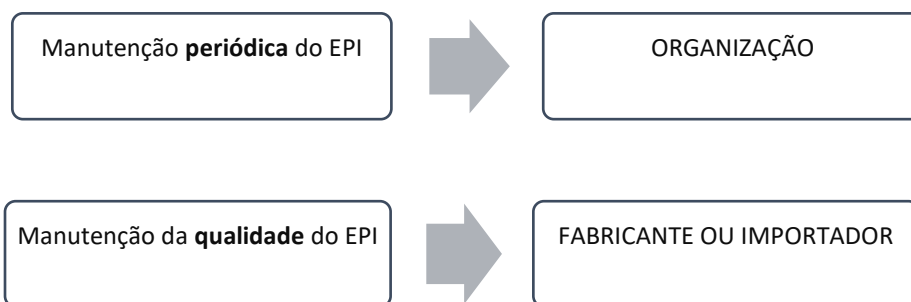 Manutenção periódica do EPI
ORGANIZAÇÃO
Manutenção da qualidade do EPI
FABRICANTE OU IMPORTADOR